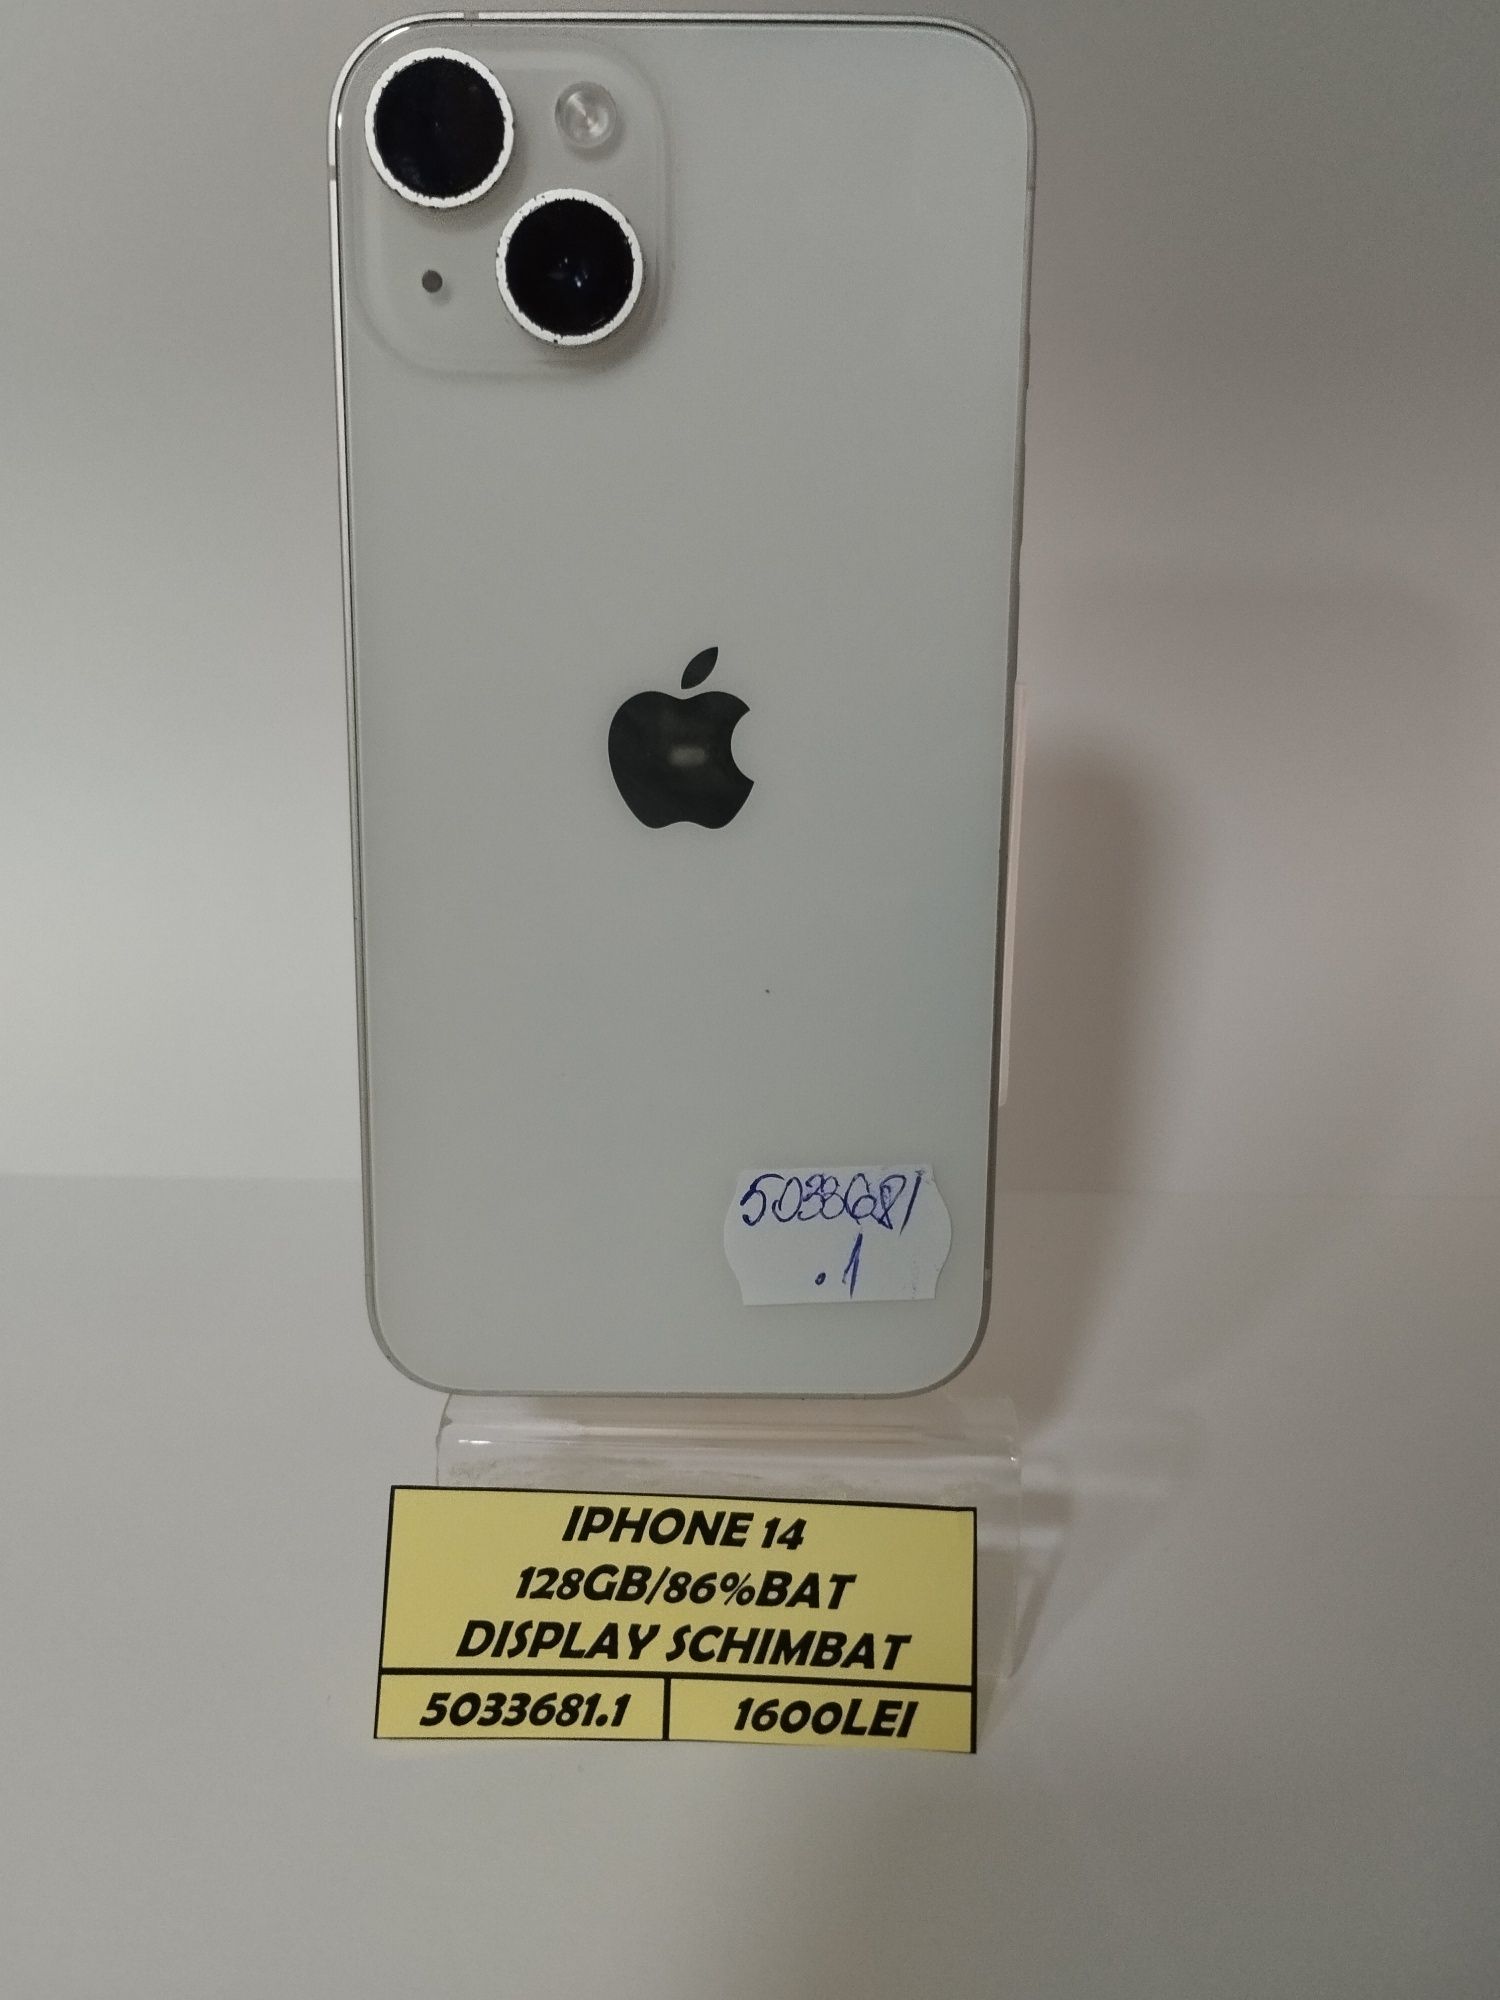 5033681
.1
IPHONE 14
128GB/86%BAT
DISPLAY SCHIMBAT
5033681.1
1600LEI